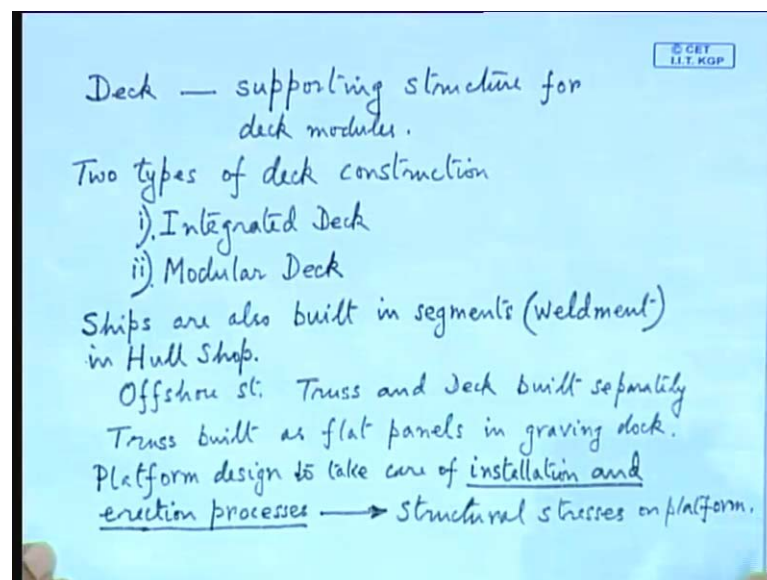 © CET
I.I.T. KGP
Deck — supporting structure for
deck modules.
Two types of deck construction
i). Integrated Deck
ii). Modular Deck
Ships are also built in segments (weldment)
in Hull Shop.
Offshore st. Truss and Deck built separately
Truss built as flat panels in graving dock.
Platform design to take care of installation and
erection processes → Structural stresses on platform.